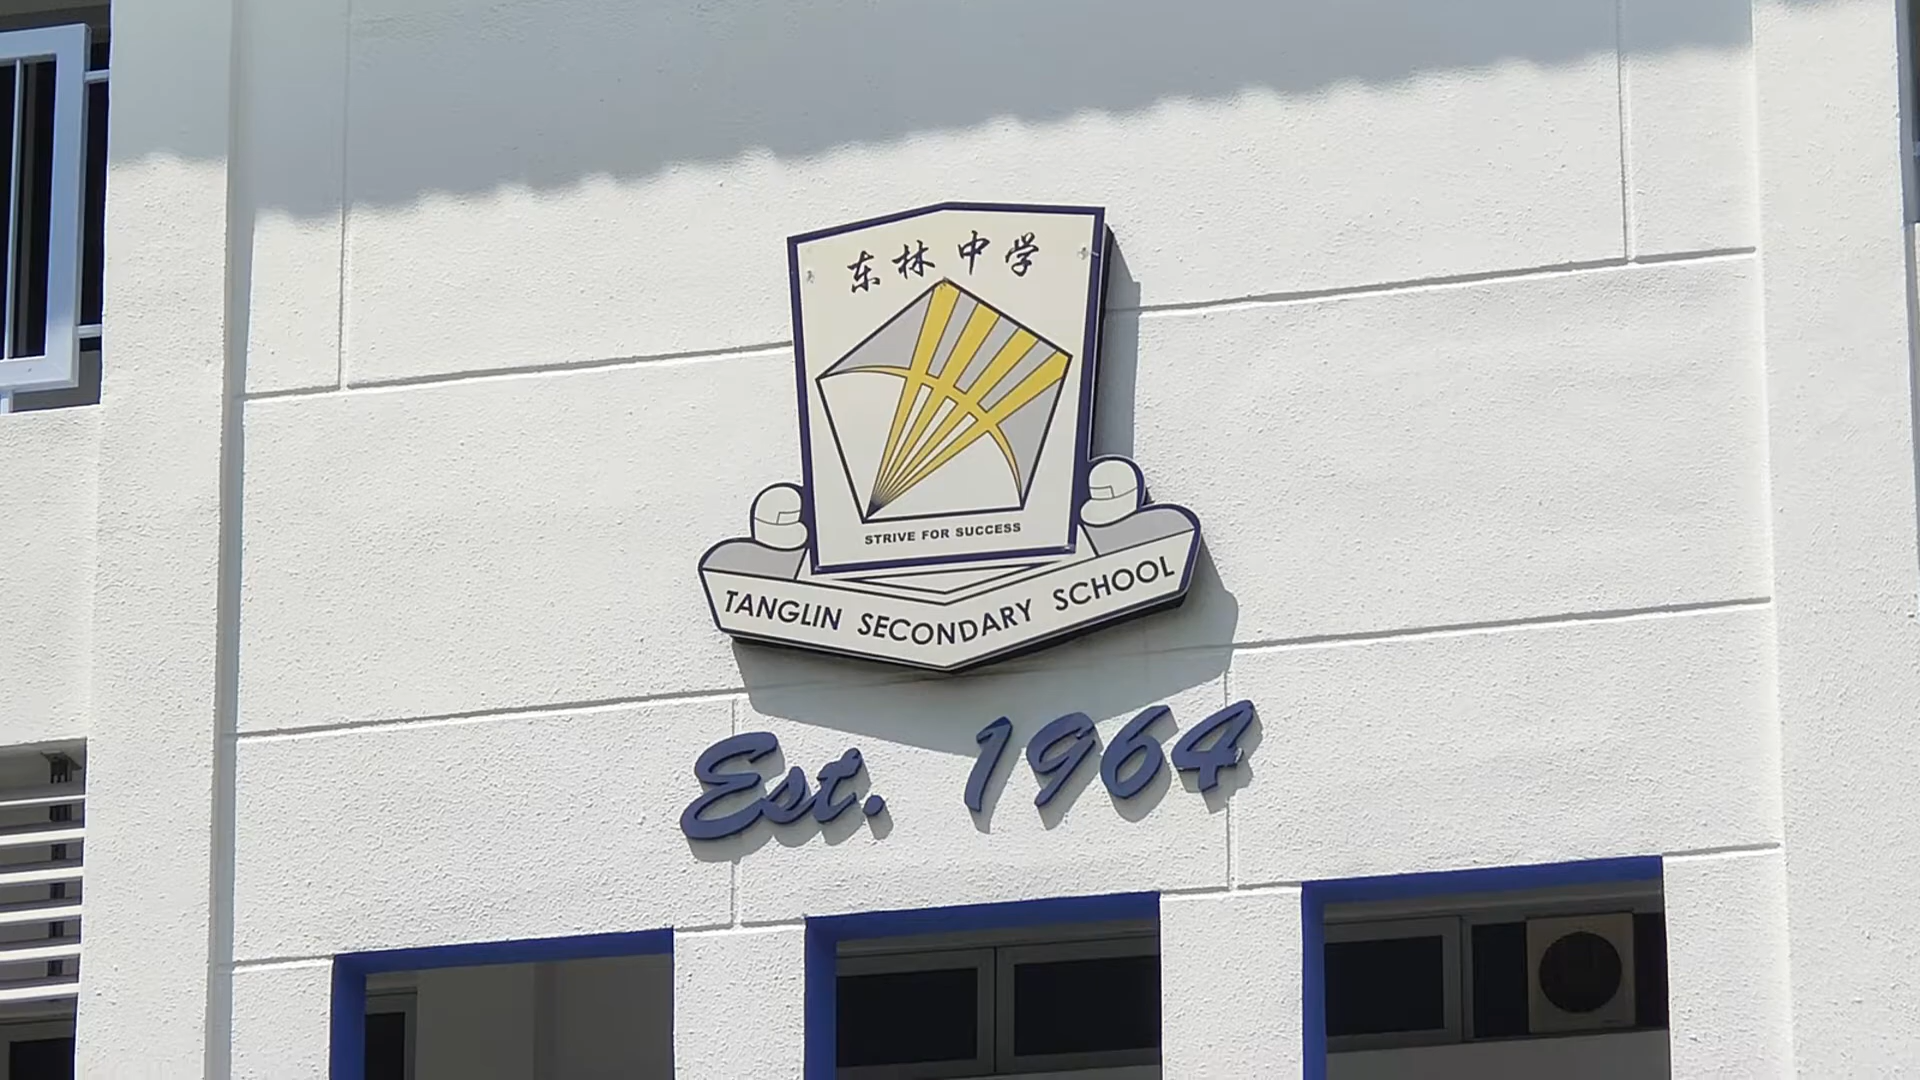 东林中学
STRIVE FOR SUCCESS
TANGLIN SECONDARY SCHOOL
Est. 1964